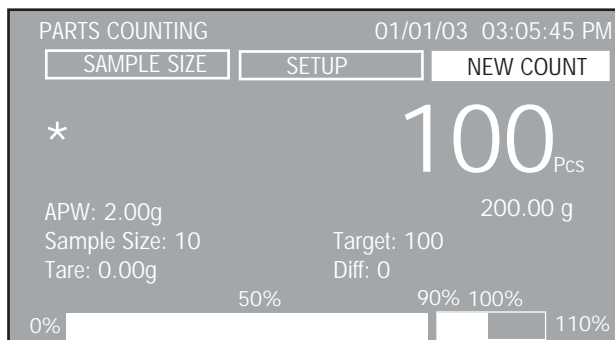 PARTS COUNTING 01/01/03 03:05:45 PM
SAMPLE SIZE SETUP NEW COUNT
* 100 Pcs
APW: 2.00g 200.00 g
Sample Size: 10 Target: 100
Tare: 0.00g Diff: 0
50% 90% 100%
0% 110%